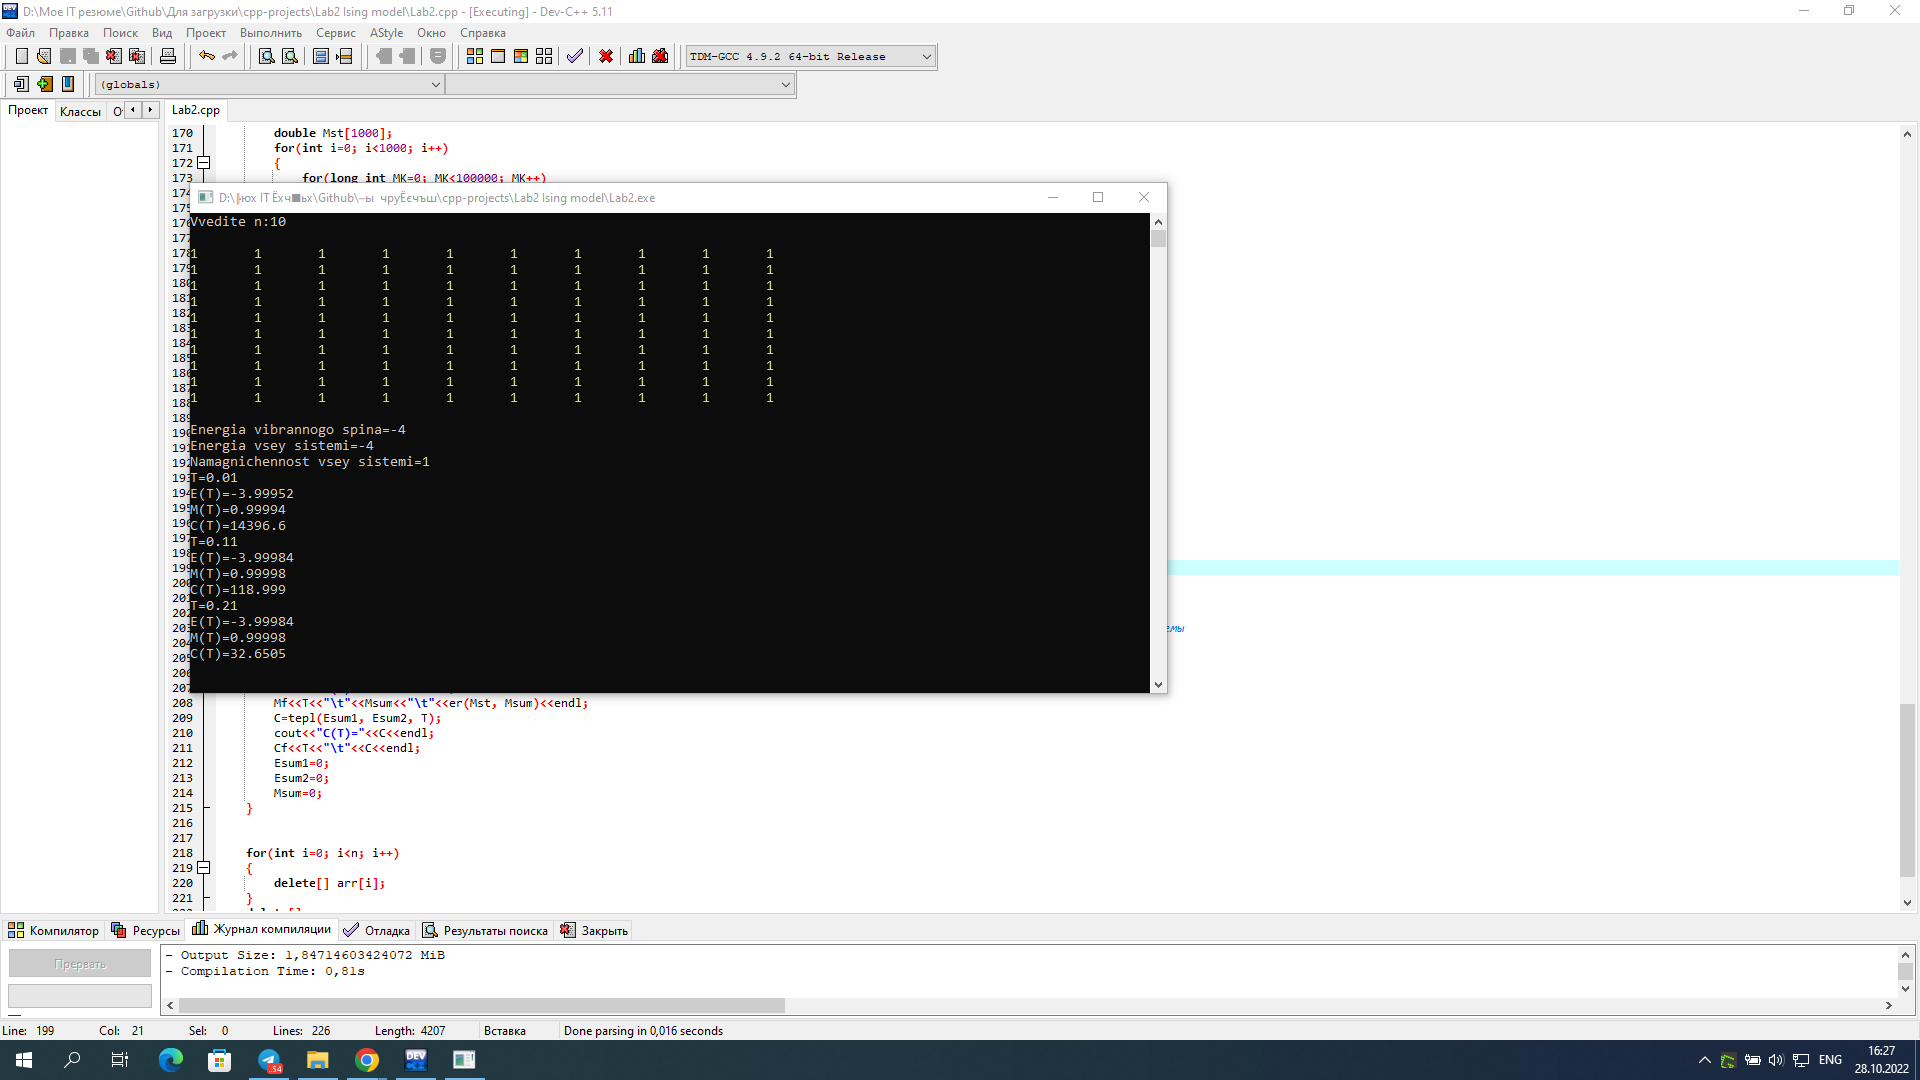 D:\Мое IT резюме\Github\Для загрузки\cpp-projects\Lab2 Ising model\Lab2.cpp - [Executing] - Dev-C++ 5.11
Файл Правка Поиск Вид Проект Выполнить Сервис AStyle Окно Справка
TDM-GCC 4.9.2 64-bit Release
(globals)
Проект Классы О
Lab2.cpp
170 double Mst[1000];
171 for(int i=0; i<1000; i++)
172 {
173 for(long int MK=0; MK<100000; MK++)
IT Github cpp-projects\Lab2 Ising model\Lab2.exe
Vvedite n:10
1 1 1 1 1 1 1 1 1 1
1 1 1 1 1 1 1 1 1 1
1 1 1 1 1 1 1 1 1 1
1 1 1 1 1 1 1 1 1 1
1 1 1 1 1 1 1 1 1 1
1 1 1 1 1 1 1 1 1 1
1 1 1 1 1 1 1 1 1 1
1 1 1 1 1 1 1 1 1 1
1 1 1 1 1 1 1 1 1 1
1 1 1 1 1 1 1 1 1 1
Energia vibrannogo spina=-4
Energia vsey sistemi=-4
Namagnichennost vsey sistemi=1
T=0.01
E(T)=-3.99952
M(T)=0.99994
C(T)=14396.6
T=0.11
E(T)=-3.99984
M(T)=0.99998
C(T)=118.999
T=0.21
E(T)=-3.99984
M(T)=0.99998
C(T)=32.6505
208 Mf<<T<<"\t"<<Msum<<"\t"<<er(Mst, Msum)<<endl;
209 C=tepl(Esum1, Esum2, T);
210 cout<<"C(T)="<<C<<endl;
211 Cf<<T<<"\t"<<C<<endl;
212 Esum1=0;
213 Esum2=0;
214 Msum=0;
215 }
216
217
218 for(int i=0; i<n; i++)
219 {
220 delete[] arr[i];
221 }
Компилятор Ресурсы Журнал компиляции Отладка Результаты поиска Закрыть
Прервать
- Output Size: 1,84714603424072 MiB
- Compilation Time: 0,81s
Line: 199 Col: 21 Sel: 0 Lines: 226 Length: 4207 Вставка Done parsing in 0,016 seconds
DEV
..54
ENG
16:27
28.10.2022